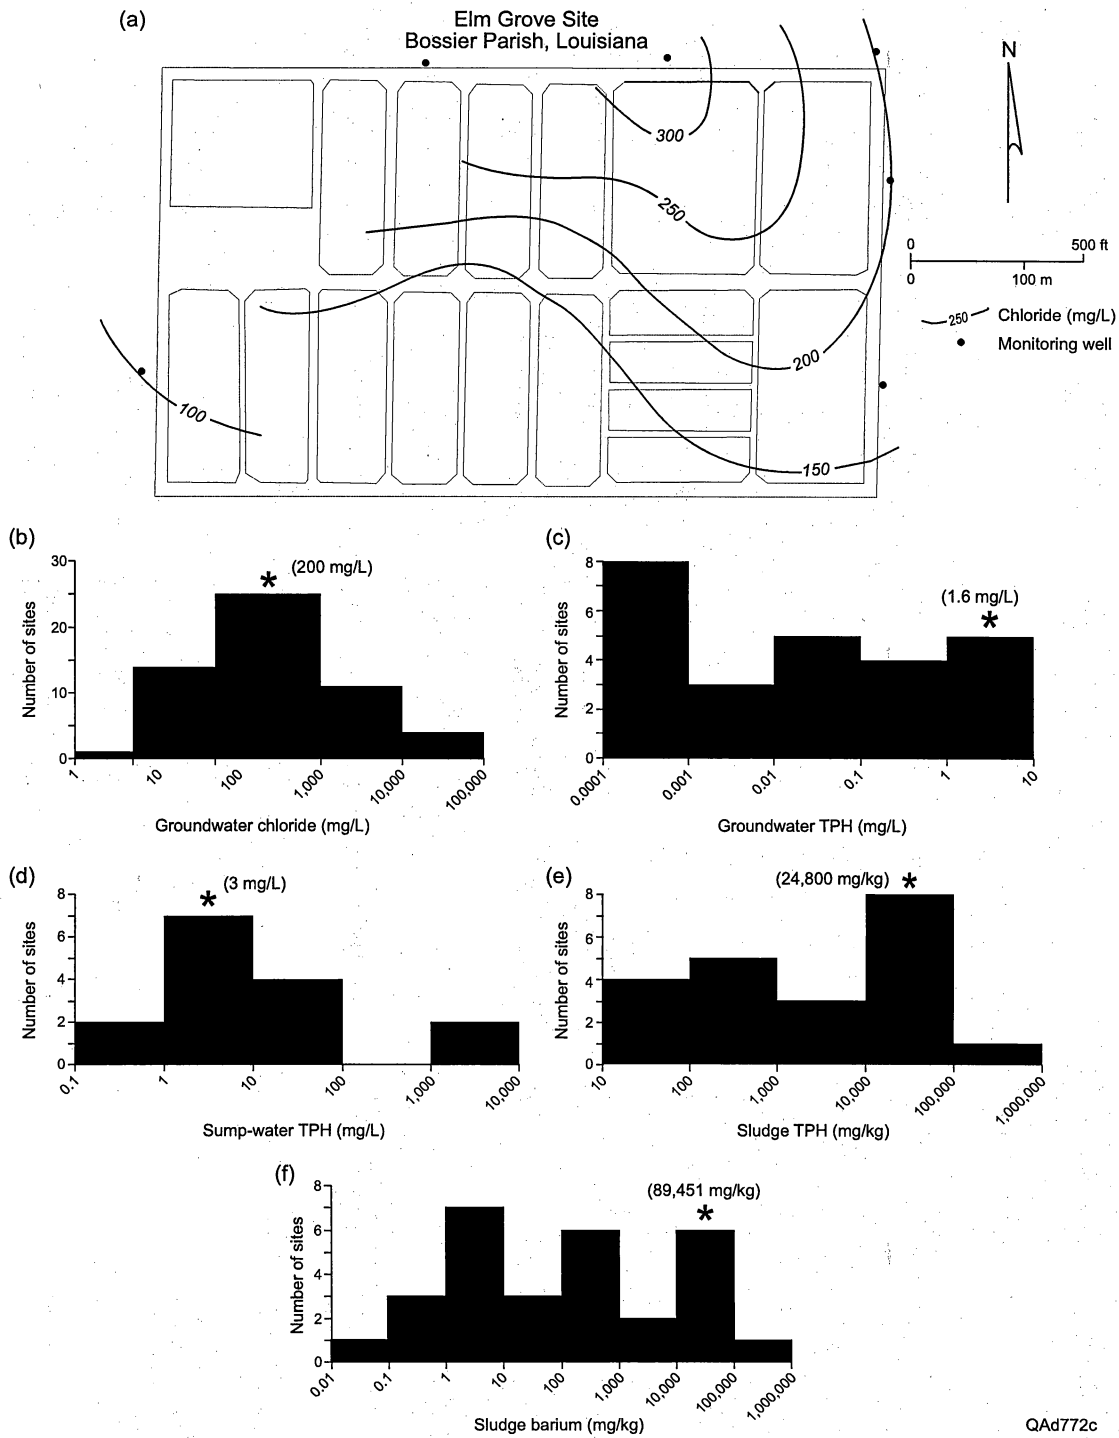 (a)
Elm Grove Site
Bossier Parish, Louisiana
N
300
250
200
150
100
0 500 ft
0 100 m
250 Chloride (mg/L)
Monitoring well
(b)
(200 mg/L)
*
Number of sites
30
20
10
0
1 10 100 1,000 10,000 100,000
Groundwater chloride (mg/L)
(c)
(1.6 mg/L)
*
Number of sites
8
6
4
2
0
0.0001 0.001 0.01 0.1 1 10
Groundwater TPH (mg/L)
(d)
(3 mg/L)
*
Number of sites
8
6
4
2
0
0.1 1 10 100 1,000 10,000
Sump-water TPH (mg/L)
(e)
(24,800 mg/kg) *
Number of sites
8
6
4
2
0
10 100 1,000 10,000 100,000 1,000,000
Sludge TPH (mg/kg)
(f)
(89,451 mg/kg)
*
Number of sites
8
6
4
2
0
0.01 0.1 1 10 100 1,000 10,000 100,000 1,000,000
Sludge barium (mg/kg)
QAd772c